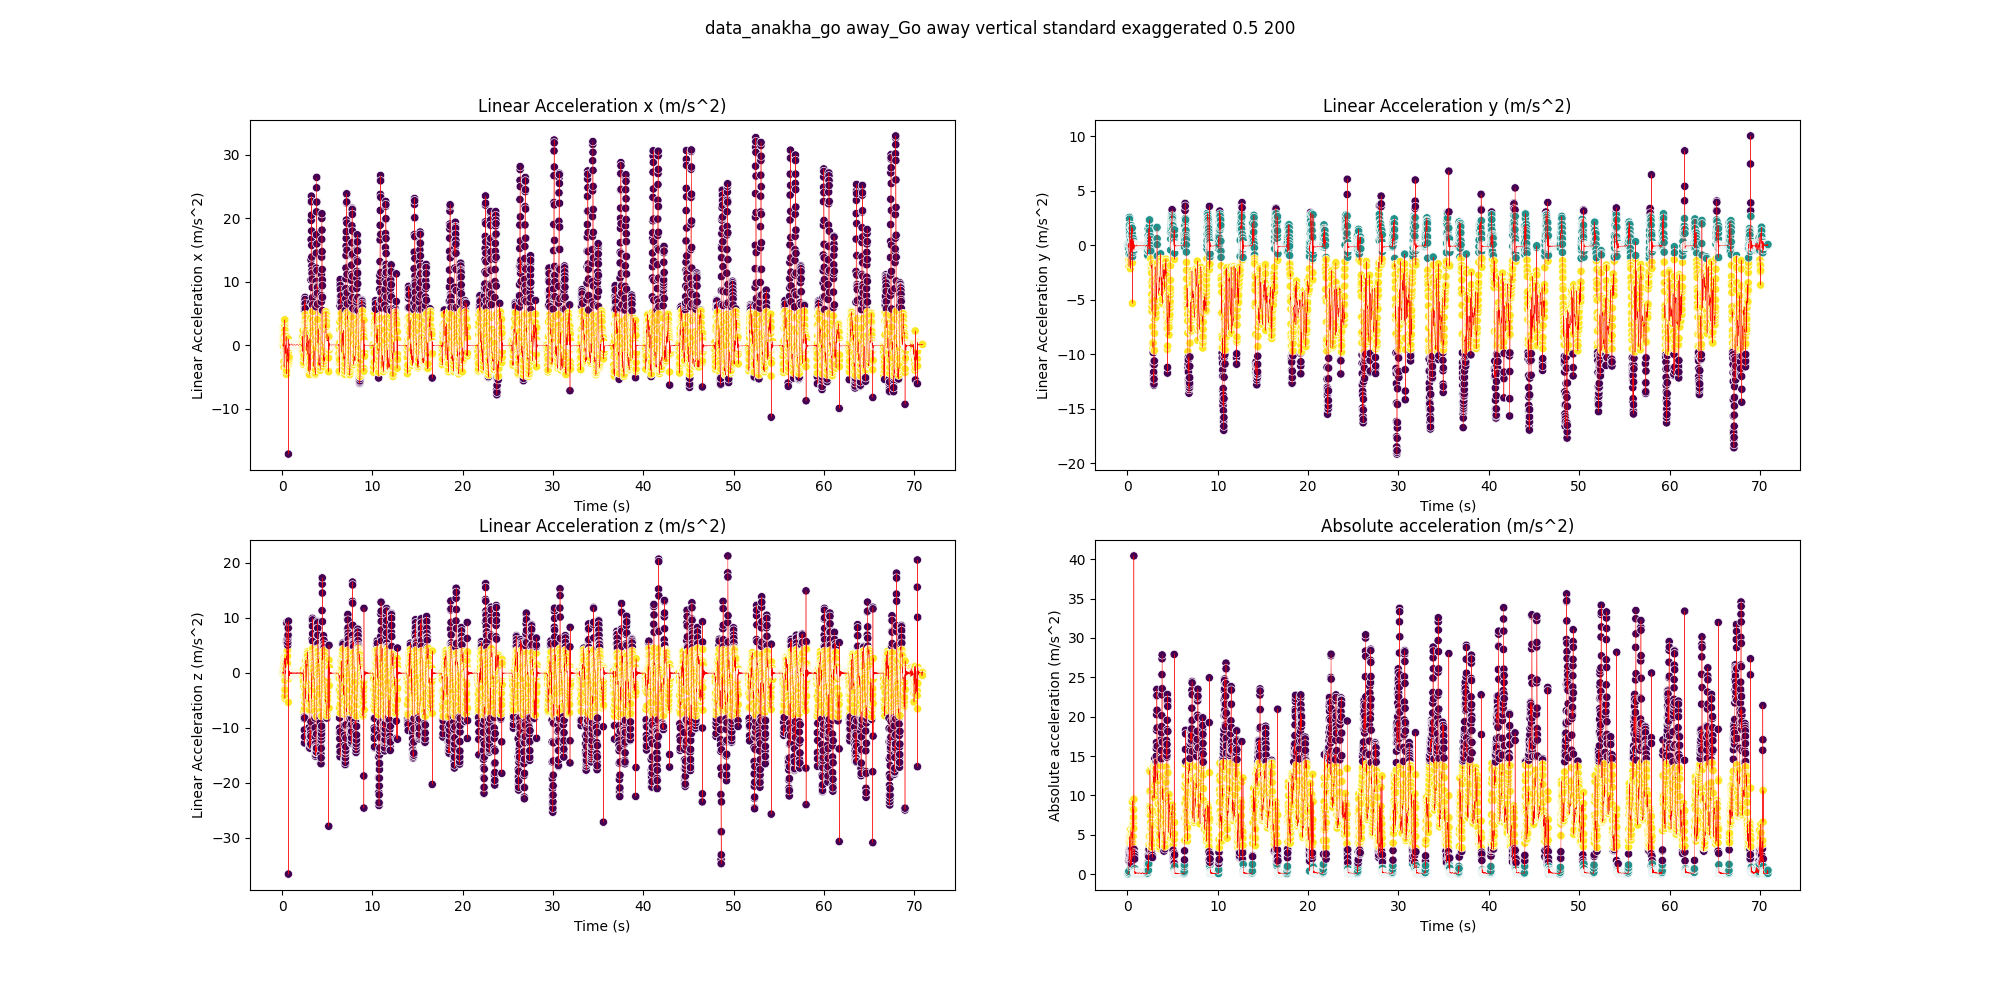 data_anakha_go away_Go away vertical standard exaggerated 0.5 200
Linear Acceleration x (m/s^2)
Linear Acceleration x (m/s^2)
30
20
10
0
−10
0 10 20 30 40 50 60 70
Time (s)
Linear Acceleration y (m/s^2)
Linear Acceleration y (m/s^2)
10
5
0
−5
−10
−15
−20
0 10 20 30 40 50 60 70
Time (s)
Linear Acceleration z (m/s^2)
Linear Acceleration z (m/s^2)
20
10
0
−10
−20
−30
0 10 20 30 40 50 60 70
Time (s)
Absolute acceleration (m/s^2)
Absolute acceleration (m/s^2)
40
35
30
25
20
15
10
5
0
0 10 20 30 40 50 60 70
Time (s)